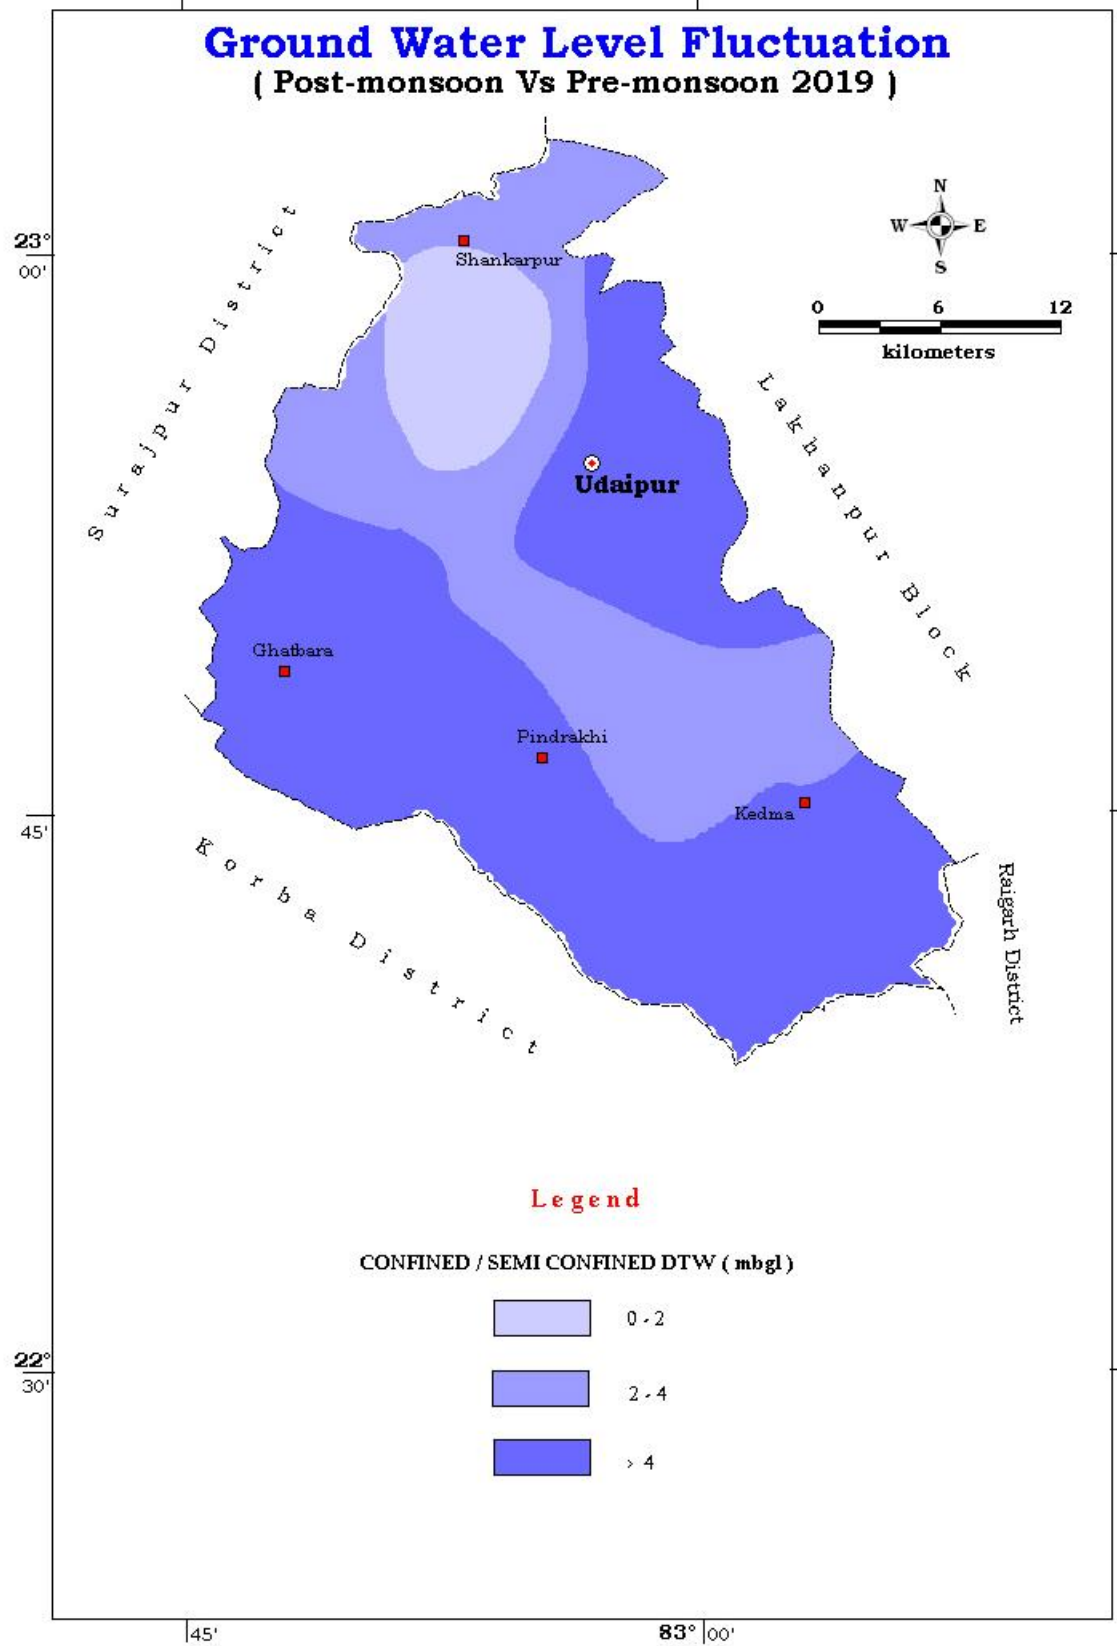 Ground Water Level Fluctuation
( Post-monsoon Vs Pre-monsoon 2019 )
N
W E
S
23°
00'
Shankarpur
0 6 12
kilometers
Surajpur District
Lakhanpur Block
Udaipur
Ghatbara
Pindrakhi
Kedma
45'
Korba District
Raigarh District
Legend
CONFINED / SEMI CONFINED DTW ( mbgl )
0 - 2
2 - 4
> 4
22°
30'
45'
83° 00'